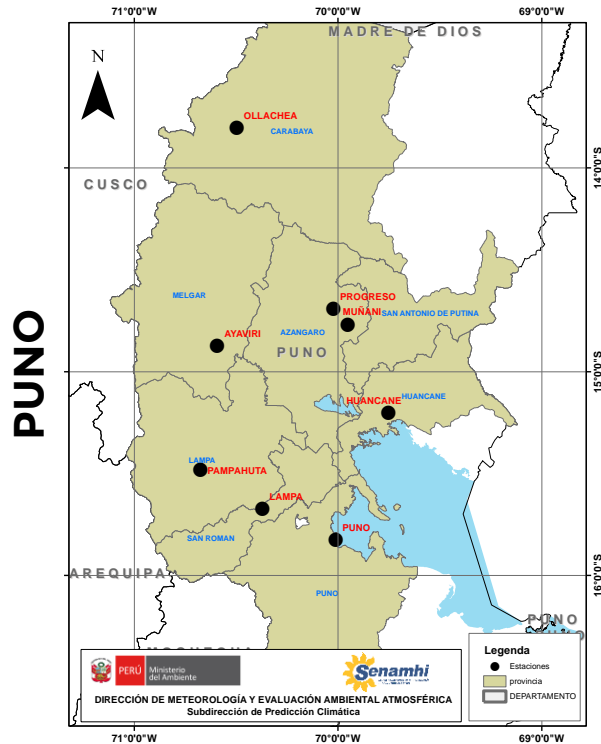 71°0'0"W 70°0'0"W 69°0'0"W
MADRE DE DIOS
N
OLLACHEA
CARABAYA
14°0'0"S
CUSCO
MELGAR
PROGRESO
MUÑANI
SAN ANTONIO DE PUTINA
AYAVIRI
AZANGARO
PUNO
PUNO
15°0'0"S
HUANCANE
HUANCANE
LAMPA
PAMPAHUTA
LAMPA
PUNO
SAN ROMAN
AREQUIPA
16°0'0"S
PUNO
PUNO
Legenda
Estaciones
provincia
DEPARTAMENTO
PERÚ
Ministerio
del Ambiente
Senamhi
DIRECCIÓN DE METEOROLOGÍA Y EVALUACIÓN AMBIENTAL ATMOSFÉRICA
Subdirección de Predicción Climática
71°0'0"W 70°0'0"W 69°0'0"W